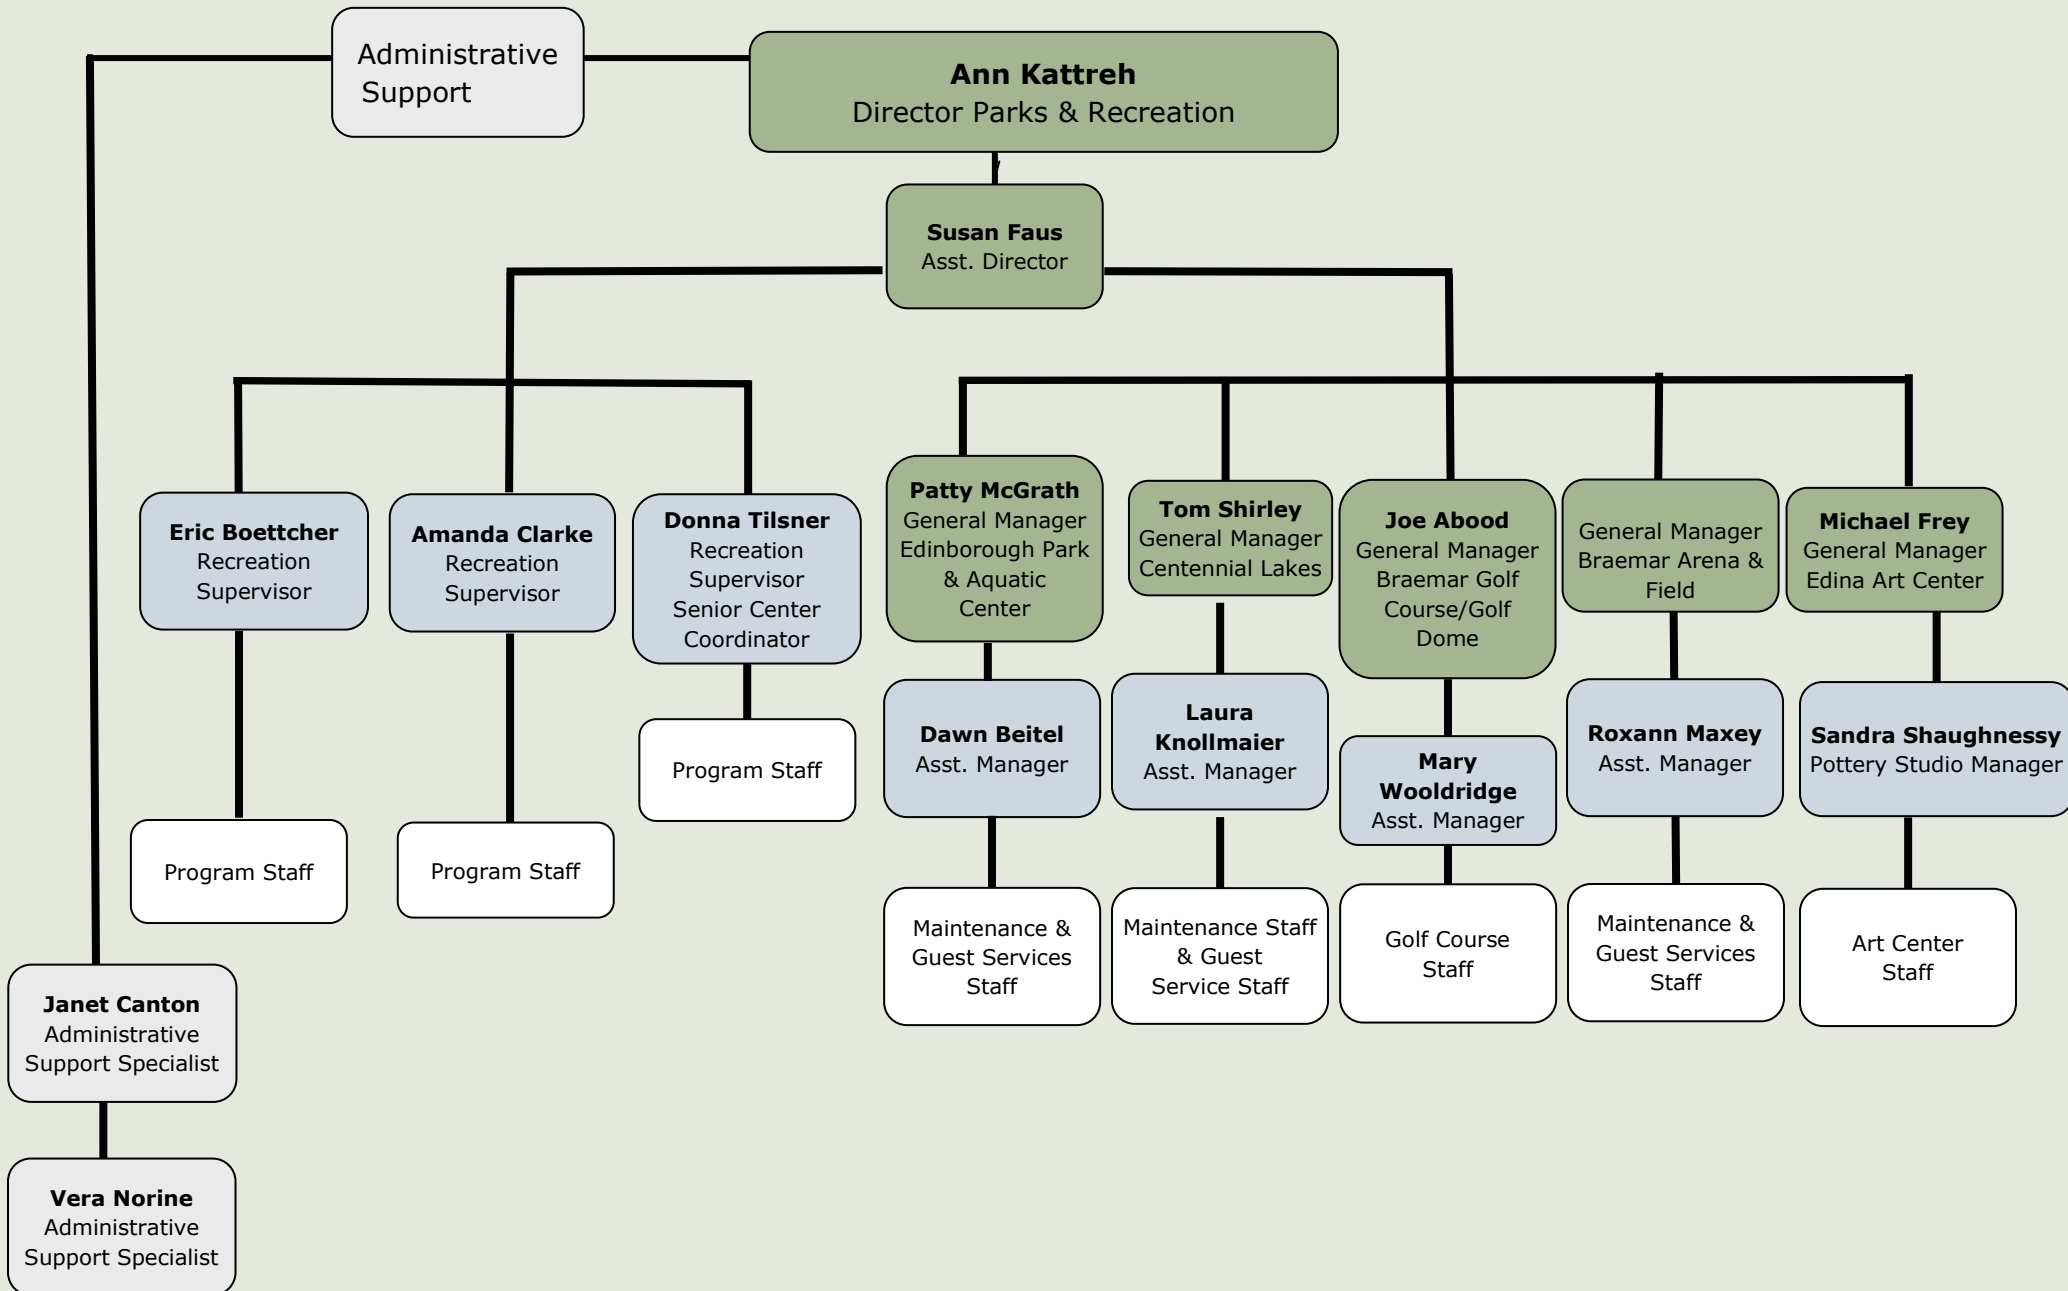 Administrative
Support
Ann Kattreh
Director Parks & Recreation
Susan Faus
Asst. Director
Eric Boettcher
Recreation
Supervisor
Amanda Clarke
Recreation
Supervisor
Donna Tilsner
Recreation
Supervisor
Senior Center
Coordinator
Patty McGrath
General Manager
Edinborough Park
& Aquatic
Center
Tom Shirley
General Manager
Centennial Lakes
Joe Abood
General Manager
Braemar Golf
Course/Golf
Dome
General Manager
Braemar Arena &
Field
Michael Frey
General Manager
Edina Art Center
Program Staff
Program Staff
Program Staff
Dawn Beitel
Asst. Manager
Laura
Knollmaier
Asst. Manager
Mary
Wooldridge
Asst. Manager
Roxann Maxey
Asst. Manager
Sandra Shaughnessy
Pottery Studio Manager
Maintenance &
Guest Services
Staff
Maintenance Staff
& Guest
Service Staff
Golf Course
Staff
Maintenance &
Guest Services
Staff
Art Center
Staff
Janet Canton
Administrative
Support Specialist
Vera Norine
Administrative
Support Specialist